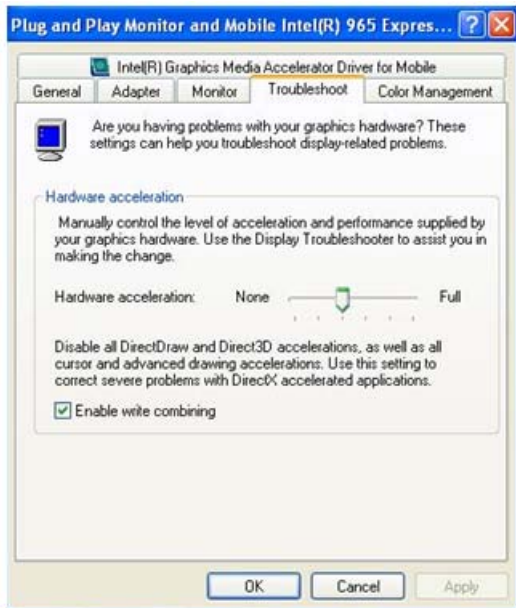 Plug and Play Monitor and Mobile Intel(R) 965 Expres...
Intel(R) Graphics Media Accelerator Driver for Mobile
General Adapter Monitor Troubleshoot Color Management
Are you having problems with your graphics hardware? These
settings can help you troubleshoot display-related problems.
Hardware acceleration
Manually control the level of acceleration and performance supplied by
your graphics hardware. Use the Display Troubleshooter to assist you in
making the change.
Hardware acceleration: None Full
Disable all DirectDraw and Direct3D accelerations, as well as all
cursor and advanced drawing accelerations. Use this setting to
correct severe problems with DirectX accelerated applications.
Enable write combining
OK Cancel Apply